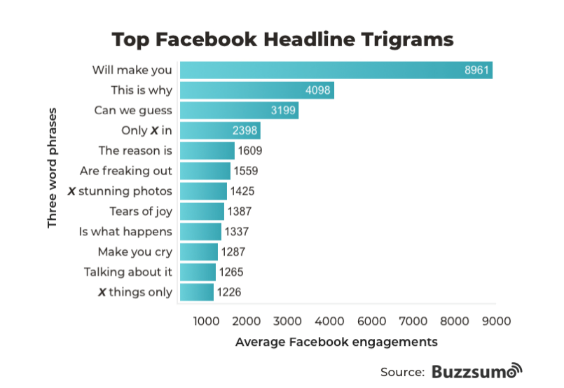 Top Facebook Headline Trigrams
Three word phrases
Will make you 8961
This is why 4098
Can we guess 3199
Only X in 2398
The reason is 1609
Are freaking out 1559
X stunning photos 1425
Tears of joy 1387
Is what happens 1337
Make you cry 1287
Talking about it 1265
X things only 1226
1000 2000 3000 4000 6000 7000 8000 9000
Average Facebook engagements
Source: Buzzsumo